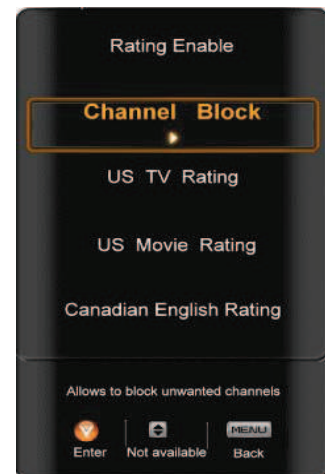 Rating Enable
Channel Block
US TV Rating
US Movie Rating
Canadian English Rating
Allows to block unwanted channels
MENU
Enter Not available Back